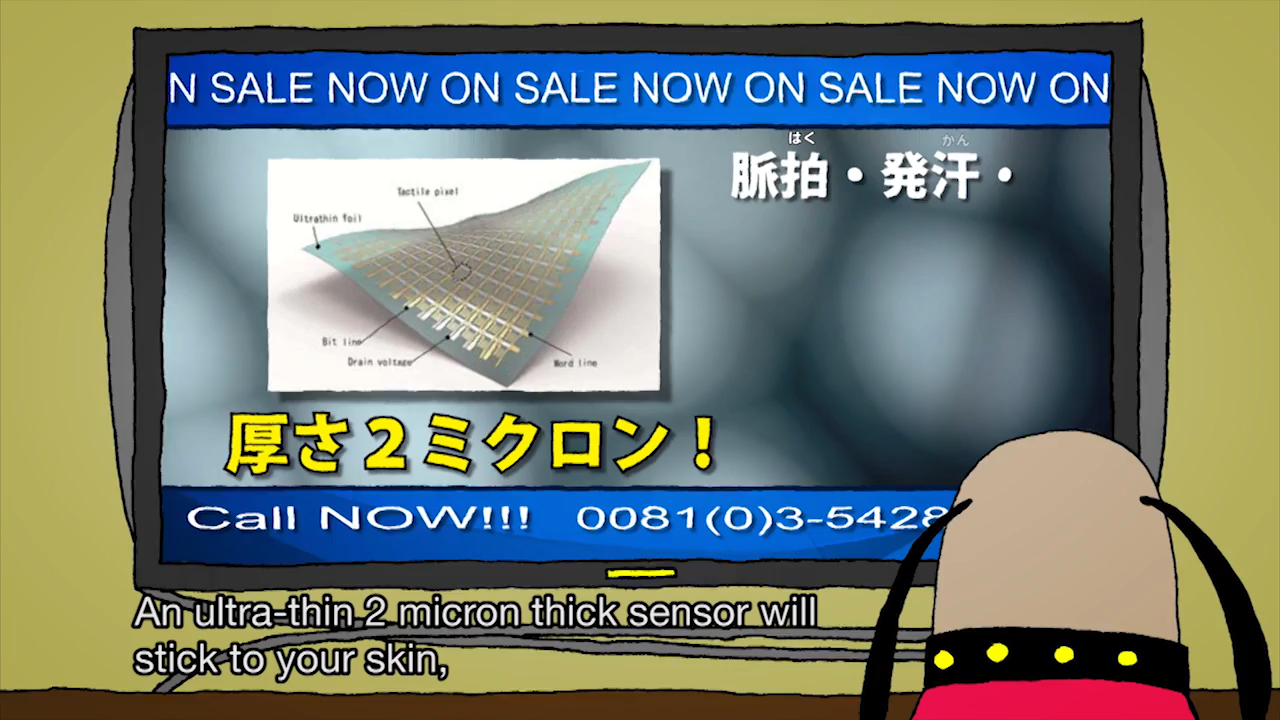 N SALE NOW ON SALE NOW ON SALE NOW ON
はく かん
脈拍・発汗・
Tactile pixel
Ultrathin foil
Bit line
Drain voltage
Word line
厚さ2ミクロン！
Call NOW!!! 0081(0)3-5428
An ultra-thin 2 micron thick sensor will
stick to your skin,